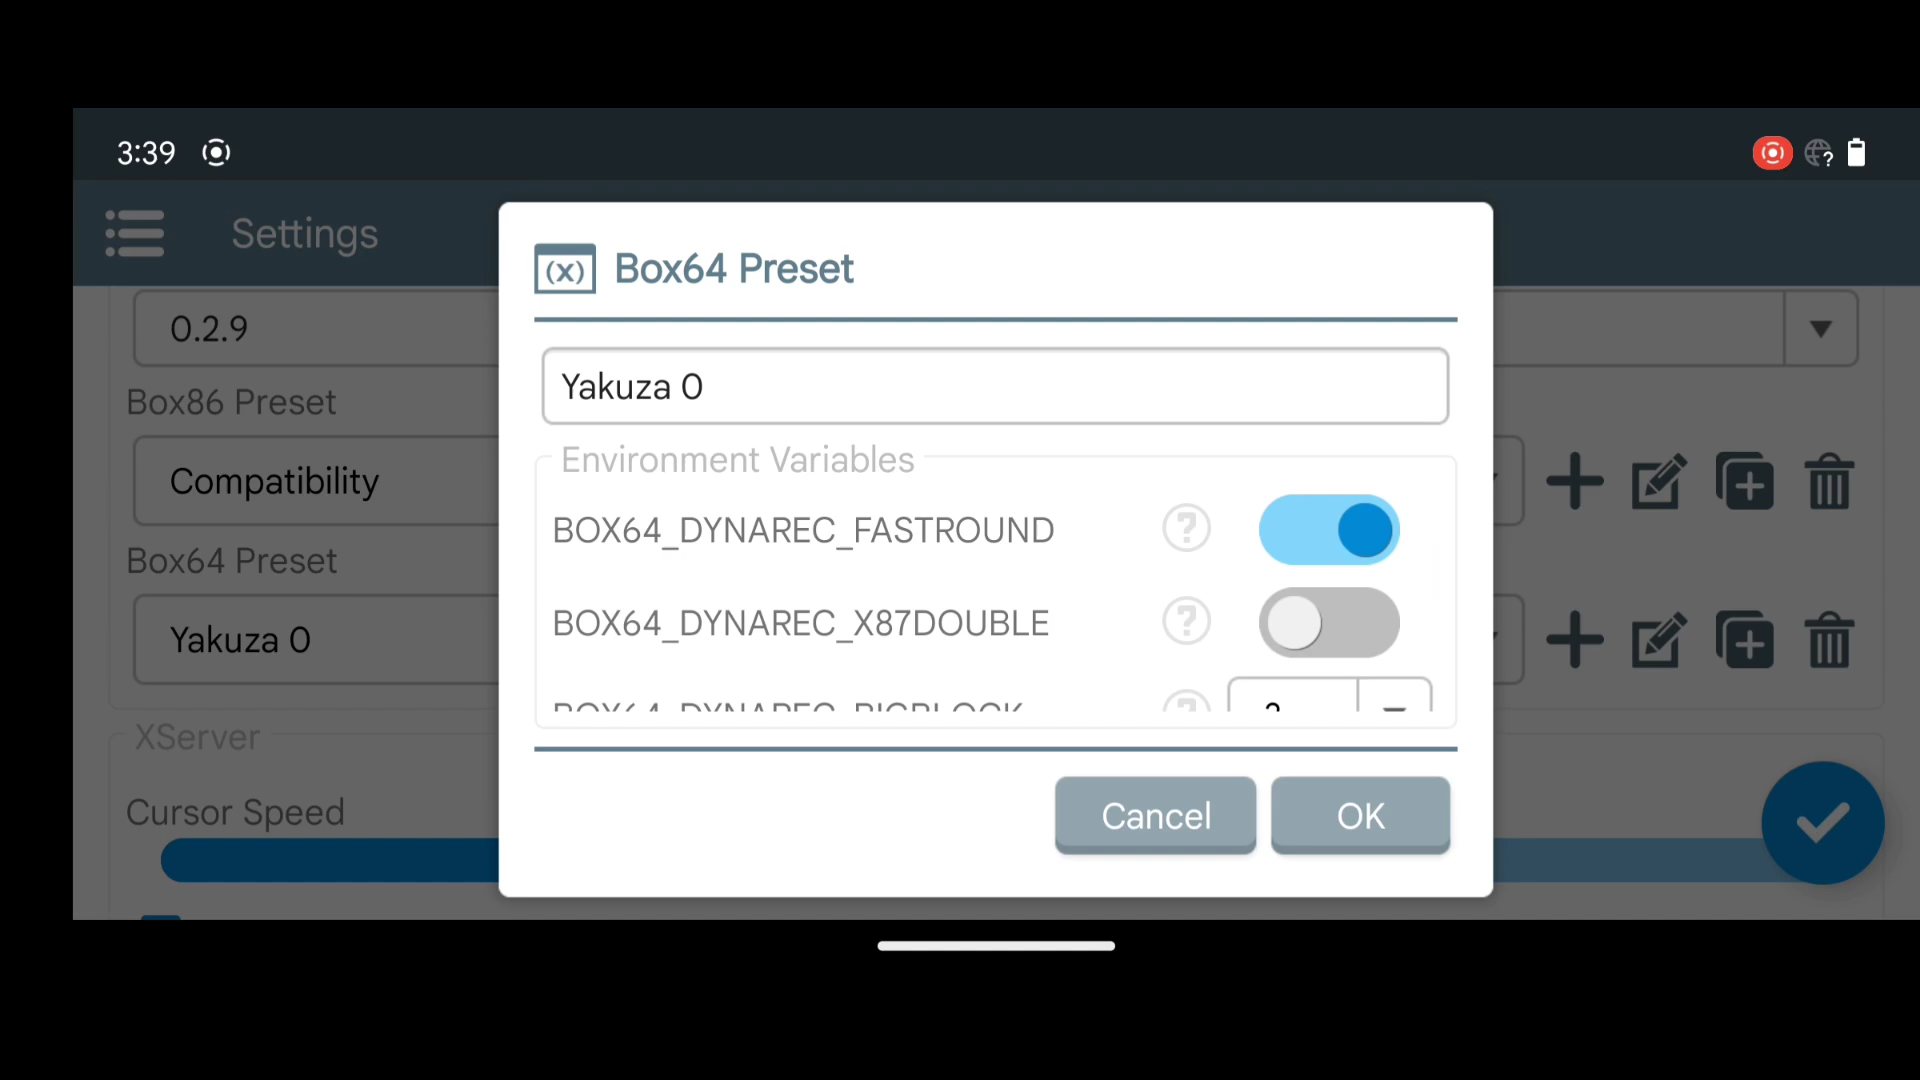 3:39
Settings
(x) Box64 Preset
0.2.9
Yakuza 0
Box86 Preset
Environment Variables
Compatibility
BOX64_DYNAREC_FASTROUND
?
Box64 Preset
BOX64_DYNAREC_X87DOUBLE
?
Yakuza 0
BOX64_DYNAREC_BIGBLOCK
?
XServer
Cursor Speed
Cancel
OK